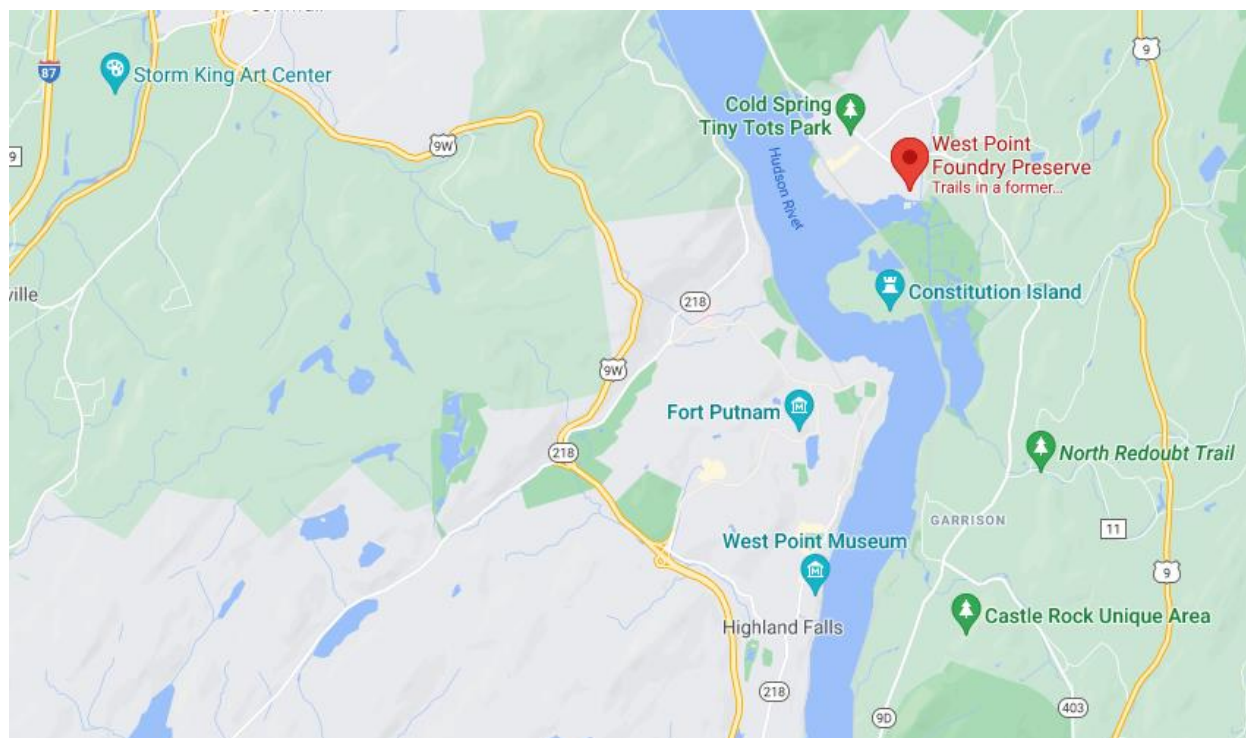 87
Storm King Art Center
9W
9
Cold Spring
Tiny Tots Park
West Point
Foundry Preserve
Trails in a former...
Hudson River
9
ville
218
Constitution Island
9W
Fort Putnam
218
North Redoubt Trail
GARRISON
11
West Point Museum
9
Castle Rock Unique Area
Highland Falls
218
9D
403